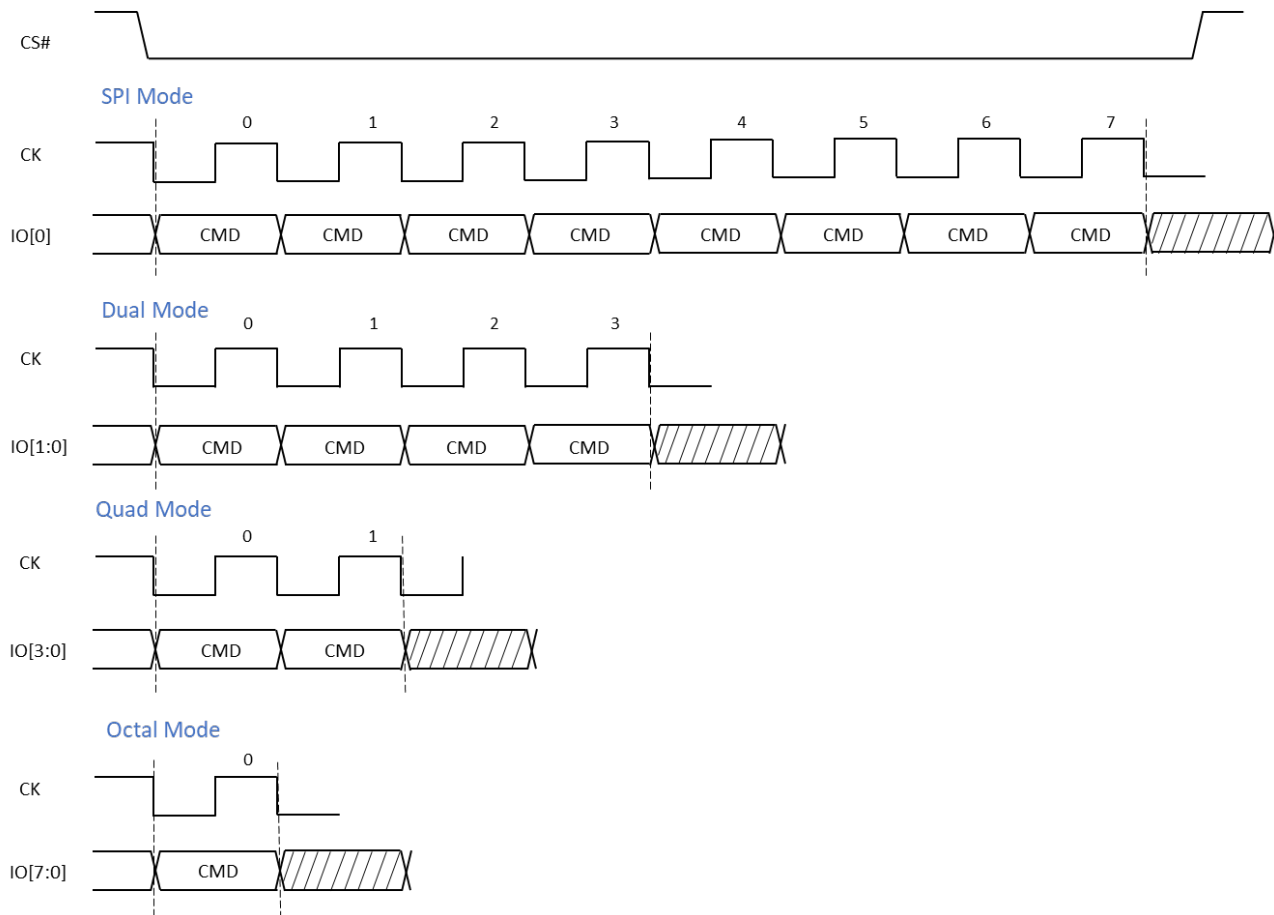 CS#
SPI Mode
0 1 2 3 4 5 6 7
CK
IO[0] CMD CMD CMD CMD CMD CMD CMD CMD
Dual Mode
0 1 2 3
CK
IO[1:0] CMD CMD CMD CMD
Quad Mode
0 1
CK
IO[3:0] CMD CMD
Octal Mode
0
CK
IO[7:0] CMD